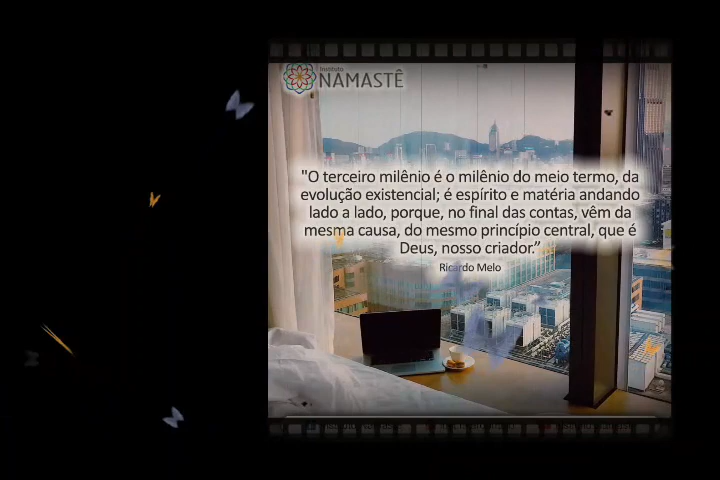 Instituto
NAMASTÊ
"O terceiro milênio é o milênio do meio termo, da
evolução existencial; é espírito e matéria andando
lado a lado, porque, no final das contas, vêm da
mesma causa, do mesmo princípio central, que é
Deus, nosso criador.”
Ricardo Melo